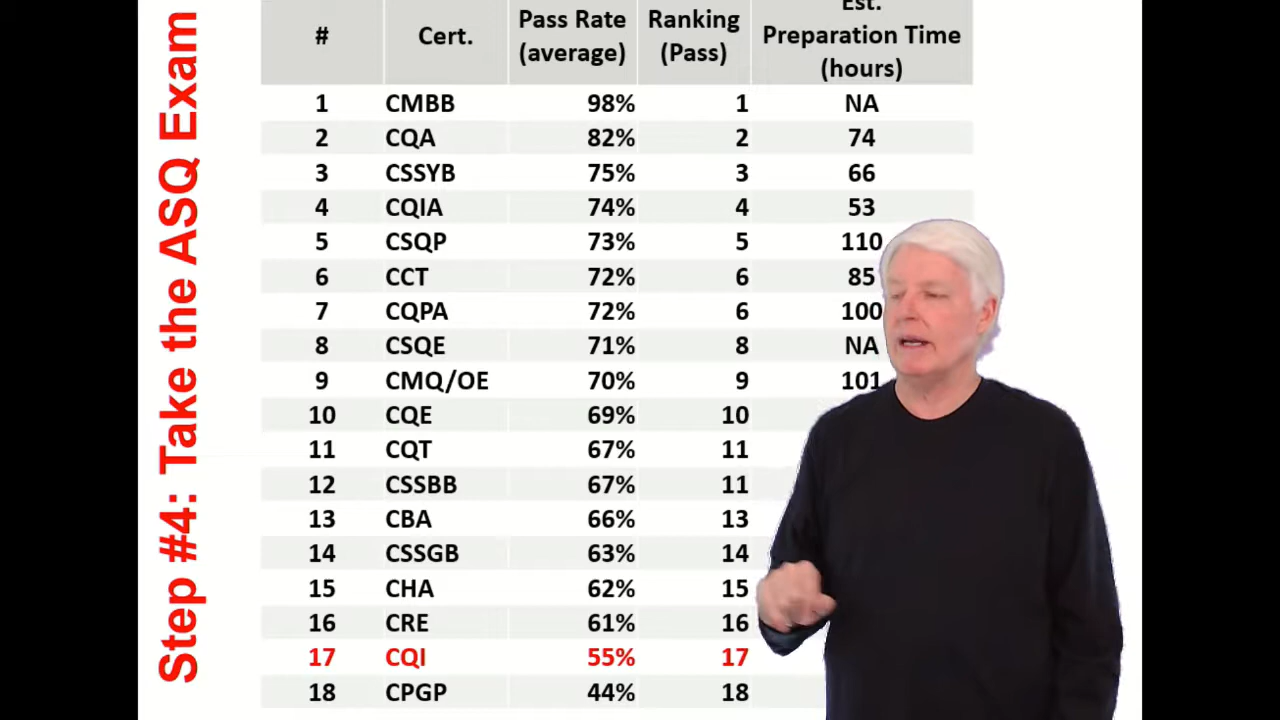 Step #4: Take the ASQ Exam
# Cert. Pass Rate (average) Ranking (Pass) Est. Preparation Time (hours)
1 CMBB 98% 1 NA
2 CQA 82% 2 74
3 CSSYB 75% 3 66
4 CQIA 74% 4 53
5 CSQP 73% 5 110
6 CCT 72% 6 85
7 CQPA 72% 6 100
8 CSQE 71% 8 NA
9 CMQ/OE 70% 9 101
10 CQE 69% 10
11 CQT 67% 11
12 CSSBB 67% 11
13 CBA 66% 13
14 CSSGB 63% 14
15 CHA 62% 15
16 CRE 61% 16
17 CQI 55% 17
18 CPGP 44% 18